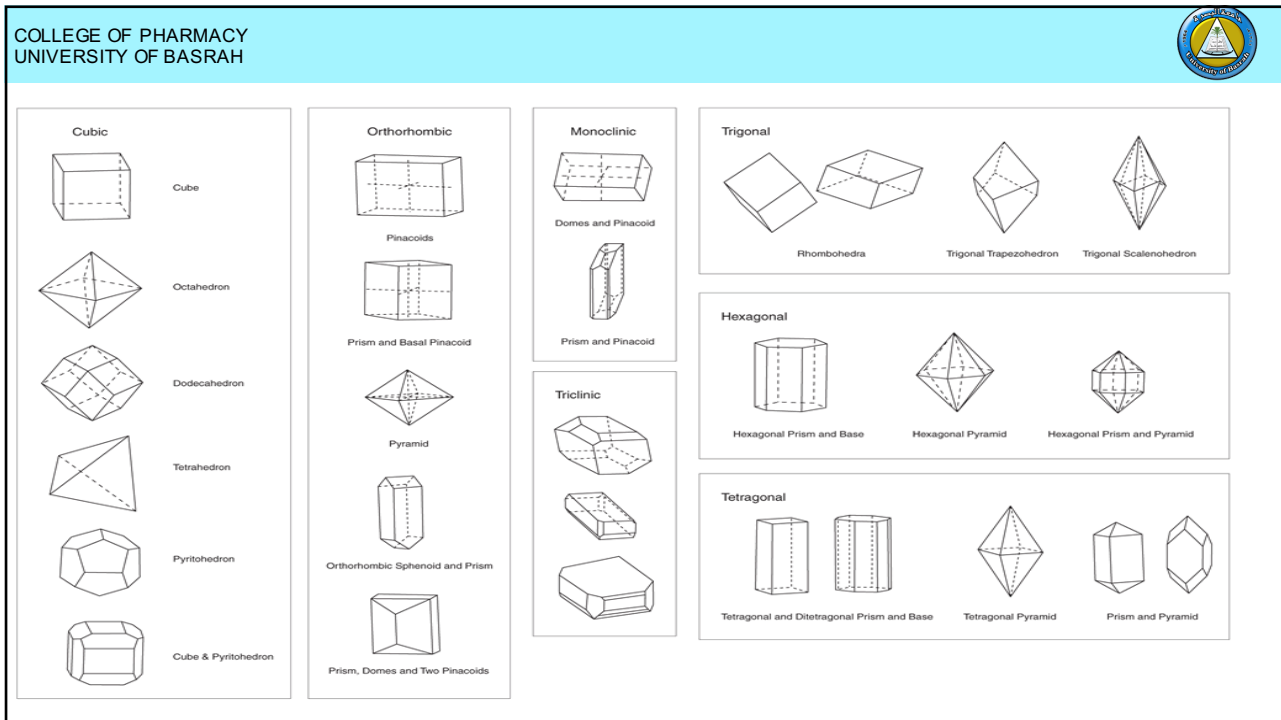 COLLEGE OF PHARMACY
UNIVERSITY OF BASRAH
University of Basrah
Cubic
Cube
Octahedron
Dodecahedron
Tetrahedron
Pyritohedron
Cube & Pyritohedron
Orthorhombic
Pinacoids
Prism and Basal Pinacoid
Pyramid
Orthorhombic Sphenoid and Prism
Prism, Domes and Two Pinacoids
Monoclinic
Domes and Pinacoid
Prism and Pinacoid
Triclinic
Trigonal
Rhombohedra
Trigonal Trapezohedron
Trigonal Scalenohedron
Hexagonal
Hexagonal Prism and Base
Hexagonal Pyramid
Hexagonal Prism and Pyramid
Tetragonal
Tetragonal and Ditetragonal Prism and Base
Tetragonal Pyramid
Prism and Pyramid